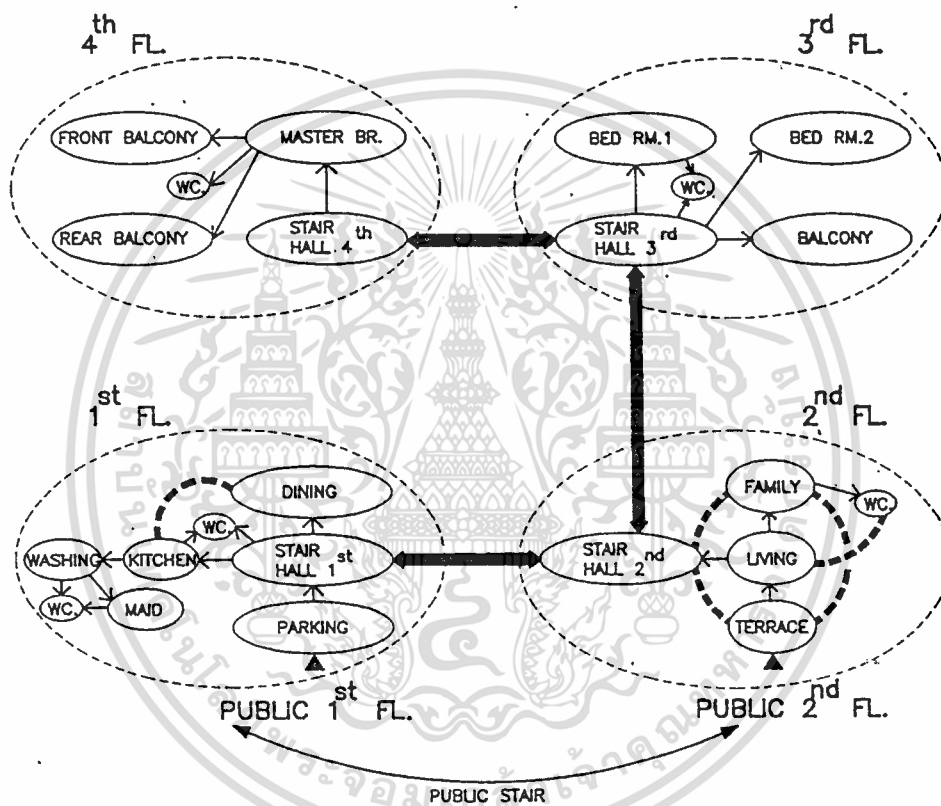 4th FL.
FRONT BALCONY
MASTER BR.
WC.
REAR BALCONY
STAIR
HALL 4th
3rd FL.
BED RM.1
BED RM.2
WC.
STAIR
HALL 3rd
BALCONY
1st FL.
DINING
WC.
WASHING
KITCHEN
STAIR
HALL 1st
WC.
MAID
PARKING
2nd FL.
FAMILY
WC.
STAIR
HALL 2nd
LIVING
TERRACE
PUBLIC 1st FL.
PUBLIC 2nd FL.
PUBLIC STAIR